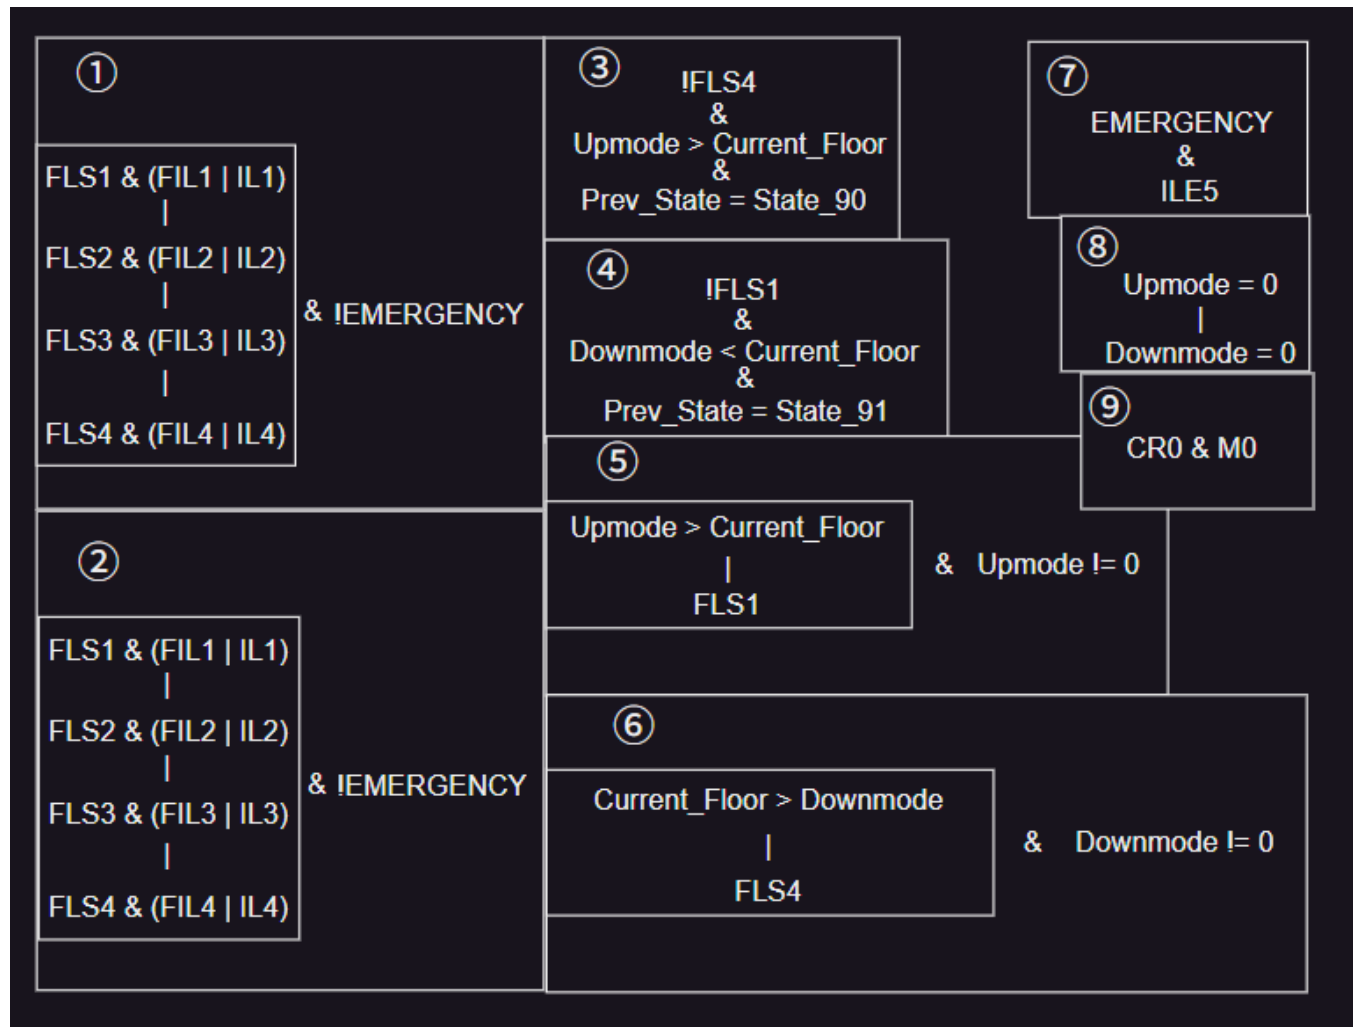 ①
FLS1 & (FIL1 | IL1)
|
FLS2 & (FIL2 | IL2)
|
FLS3 & (FIL3 | IL3)
|
FLS4 & (FIL4 | IL4)
& !EMERGENCY
②
FLS1 & (FIL1 | IL1)
|
FLS2 & (FIL2 | IL2)
|
FLS3 & (FIL3 | IL3)
|
FLS4 & (FIL4 | IL4)
& !EMERGENCY
③
!FLS4
&
Upmode > Current_Floor
&
Prev_State = State_90
④
!FLS1
&
Downmode < Current_Floor
&
Prev_State = State_91
⑤
Upmode > Current_Floor
|
FLS1
& Upmode != 0
⑥
Current_Floor > Downmode
|
FLS4
& Downmode != 0
⑦
EMERGENCY
&
ILE5
⑧
Upmode = 0
|
Downmode = 0
⑨
CR0 & M0